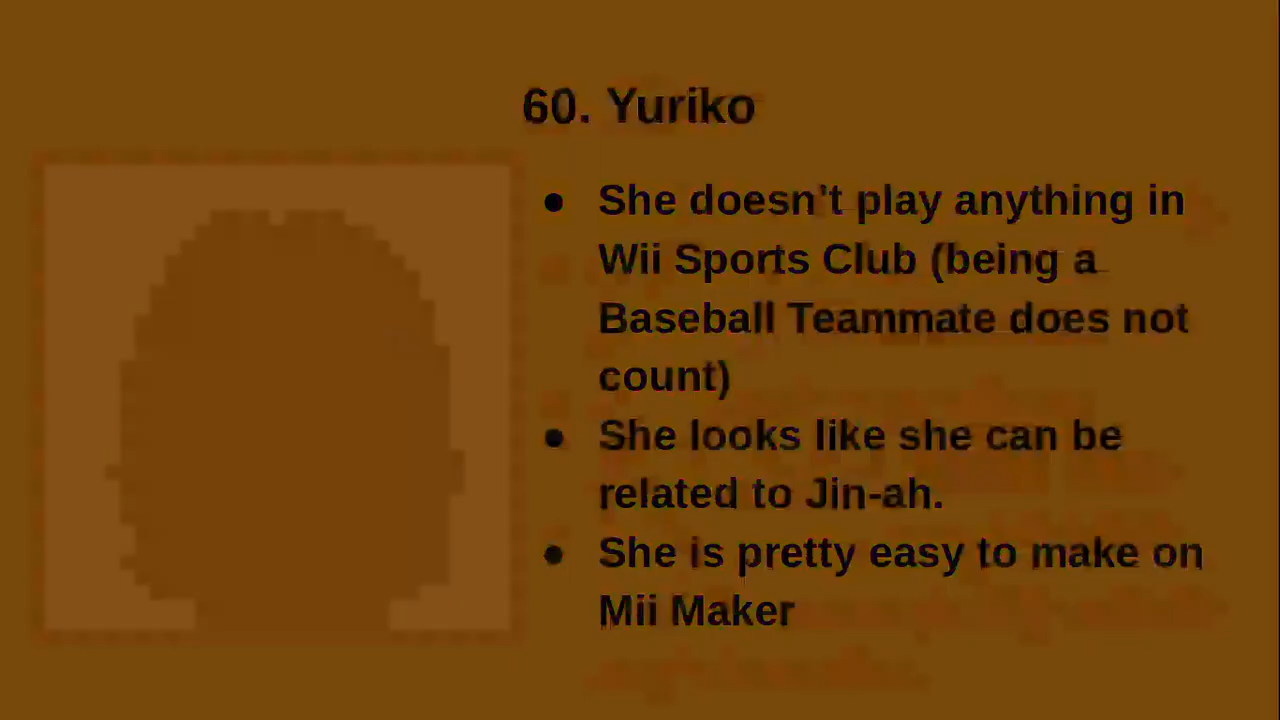 60. Yuriko
● She doesn't play anything in
Wii Sports Club (being a
Baseball Teammate does not
count)
● She looks like she can be
related to Jin-ah.
● She is pretty easy to make on
Mii Maker